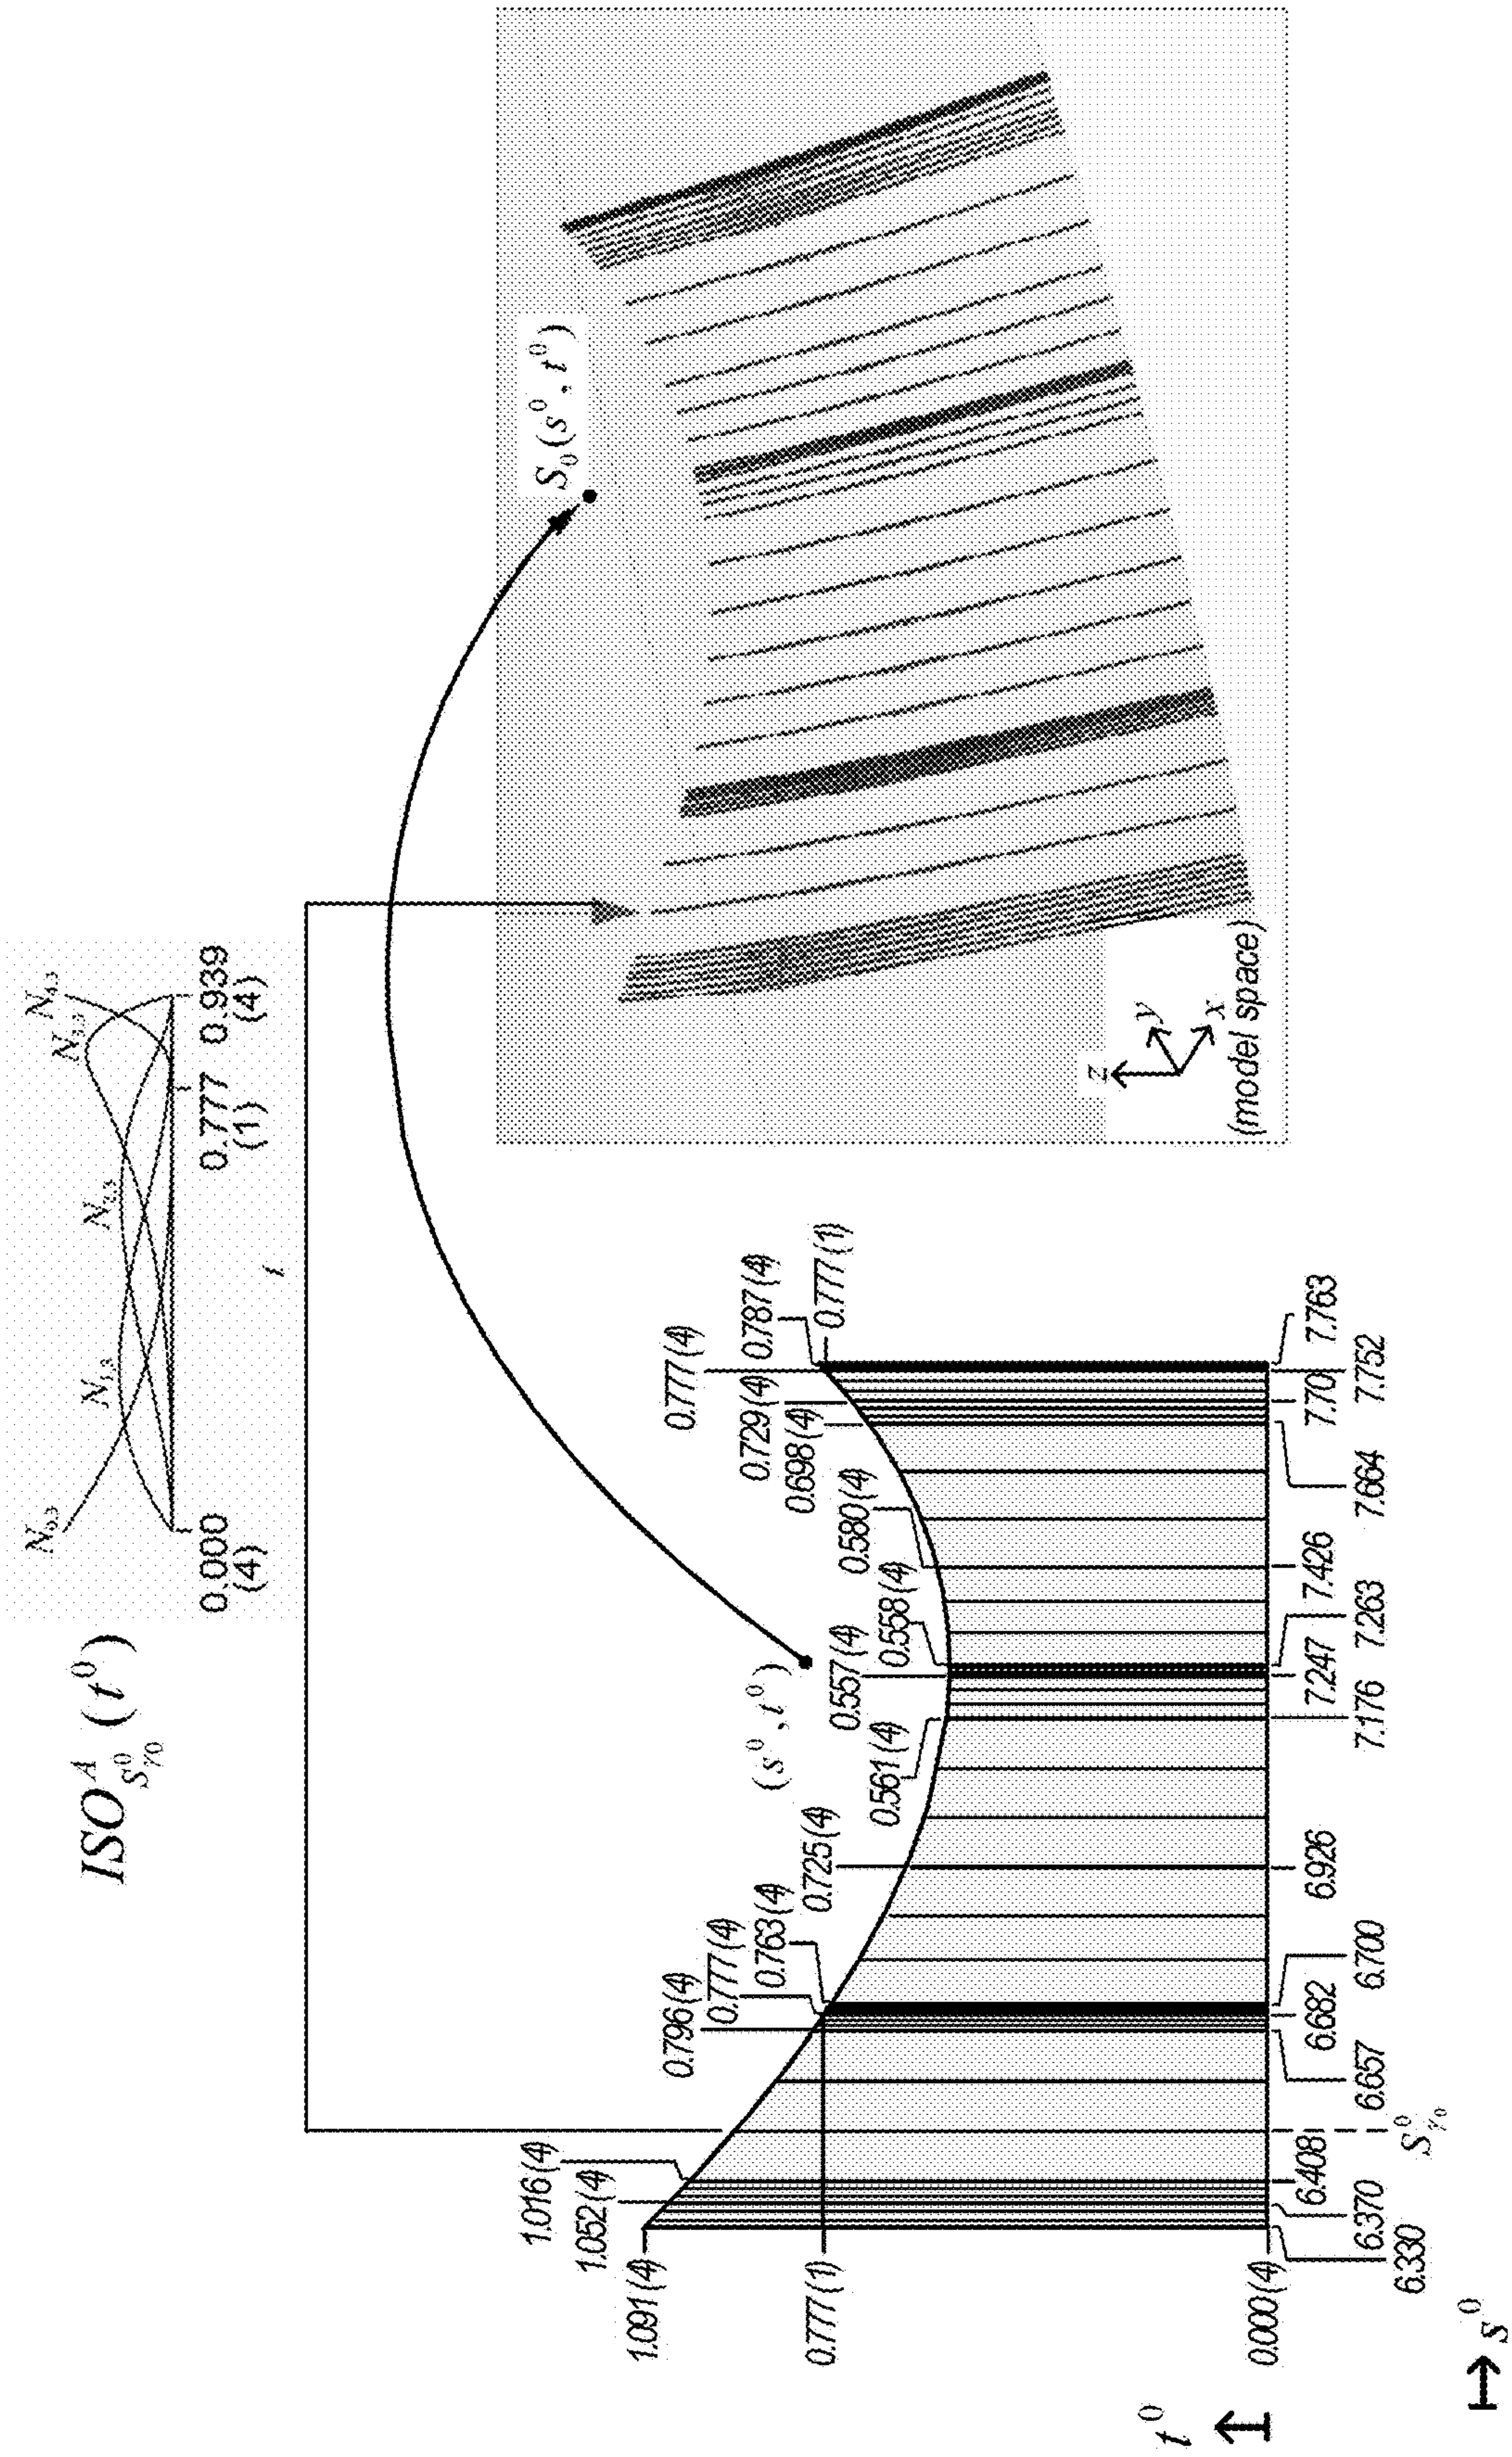 ISO^A_{S^0_{γ_0}} (t^0)
N_{0,3}
N_{1,3}
N_{2,3}
N_{3,3}
N_{4,3}
0.000 0.777 0.939
(4) (1) (4)
t
S_0(s^0, t^0)
(s^0, t^0)
1.091(4)
1.052(4)
1.016(4)
0.796(4)
0.777(4)
0.763(4)
0.725(4)
0.561(4)
0.557(4)
0.558(4)
0.580(4)
0.698(4)
0.729(4)
0.777(4)
0.787(4)
0.777(1)
0.777(1)
0.000(4)
6.330
6.370
6.408
S^0_{γ_0}
6.657
6.682
6.700
6.926
7.176
7.247
7.263
7.426
7.664
7.70
7.752
7.763
t^0
s^0
z
y
x
(model space)